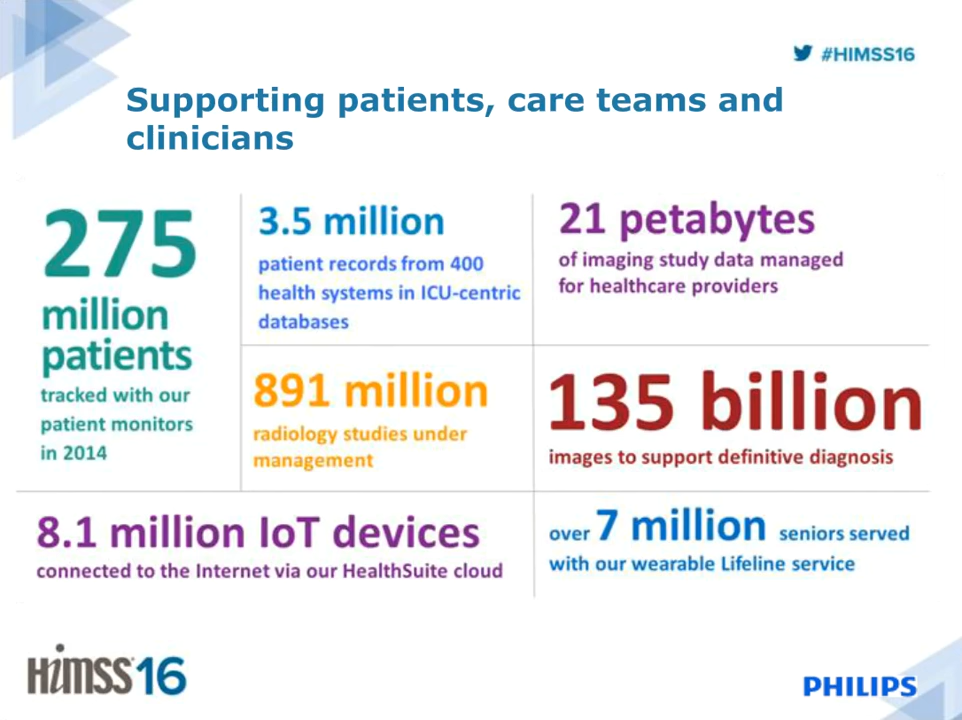 #HIMSS16
Supporting patients, care teams and
clinicians
275
million
patients
tracked with our
patient monitors
in 2014
3.5 million
patient records from 400
health systems in ICU-centric
databases
21 petabytes
of imaging study data managed
for healthcare providers
891 million
radiology studies under
management
135 billion
images to support definitive diagnosis
8.1 million IoT devices
connected to the Internet via our HealthSuite cloud
over 7 million seniors served
with our wearable Lifeline service
HiMSS16
PHILIPS